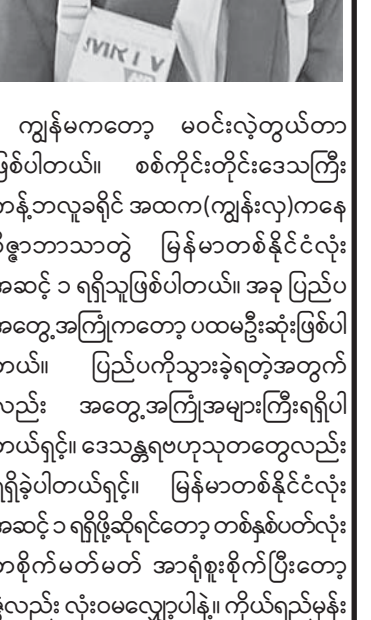 MRTV
ကျွန်မကတော့ မဝင်းလဲ့တွယ်တာ
ဖြစ်ပါတယ်။ စစ်ကိုင်းတိုင်းဒေသကြီး
ကန့်ဘလူခရိုင် အထက(ကျွန်းလှ)ကနေ
ဝိဇ္ဇာဘာသာတွဲ မြန်မာတစ်နိုင်ငံလုံး
အဆင့် ၁ ရရှိသူဖြစ်ပါတယ်။ အခု ပြည်ပ
အတွေ့အကြုံကတော့ ပထမဦးဆုံးဖြစ်ပါ
တယ်။ ပြည်ပကိုသွားခဲ့ရတဲ့အတွက်
လည်း အတွေ့အကြုံအများကြီးရရှိပါ
တယ်ရှင့်။ ဒေသန္တရဗဟုသုတတွေလည်း
ရရှိခဲ့ပါတယ်ရှင့်။ မြန်မာတစ်နိုင်ငံလုံး
အဆင့် ၁ ရရှိဖို့ဆိုရင်တော့ တစ်နှစ်ပတ်လုံး
တစိုက်မတ်မတ် အာရုံစူးစိုက်ပြီးတော့
ဇွဲလည်း လုံးဝမလျှော့ပါနဲ့။ ကိုယ်ရည်မှန်း